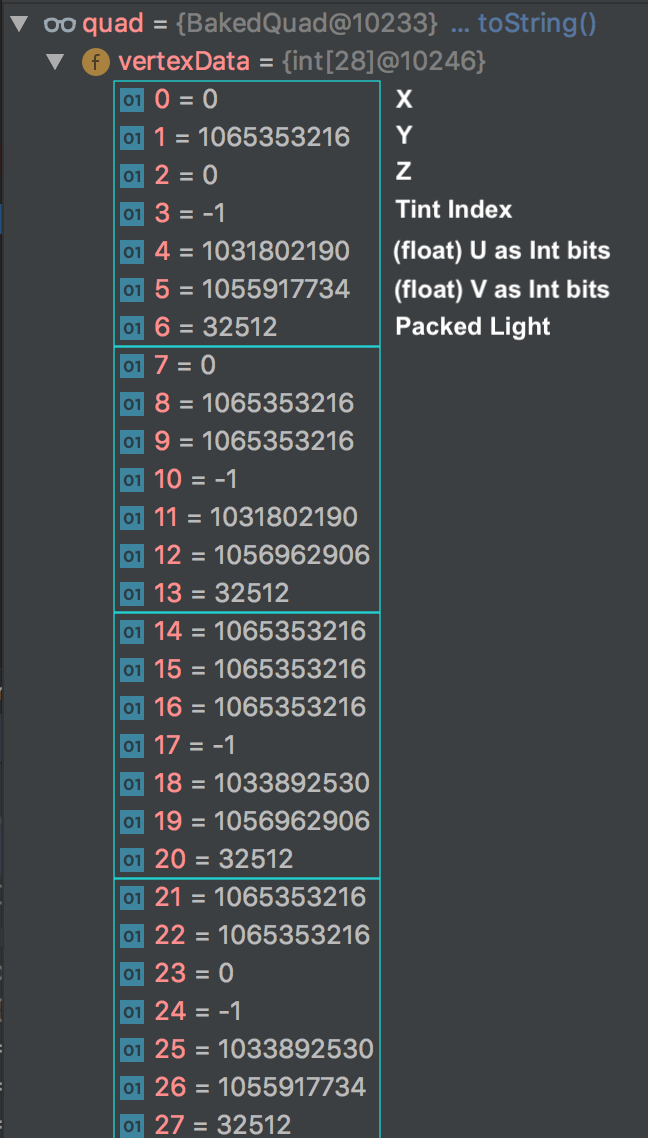 quad = {BakedQuad@10233} ... toString()
f vertexData = {int[28]@10246}
01 0 = 0 X
01 1 = 1065353216 Y
01 2 = 0 Z
01 3 = -1 Tint Index
01 4 = 1031802190 (float) U as Int bits
01 5 = 1055917734 (float) V as Int bits
01 6 = 32512 Packed Light
01 7 = 0
01 8 = 1065353216
01 9 = 1065353216
01 10 = -1
01 11 = 1031802190
01 12 = 1056962906
01 13 = 32512
01 14 = 1065353216
01 15 = 1065353216
01 16 = 1065353216
01 17 = -1
01 18 = 1033892530
01 19 = 1056962906
01 20 = 32512
01 21 = 1065353216
01 22 = 1065353216
01 23 = 0
01 24 = -1
01 25 = 1033892530
01 26 = 1055917734
01 27 = 32512